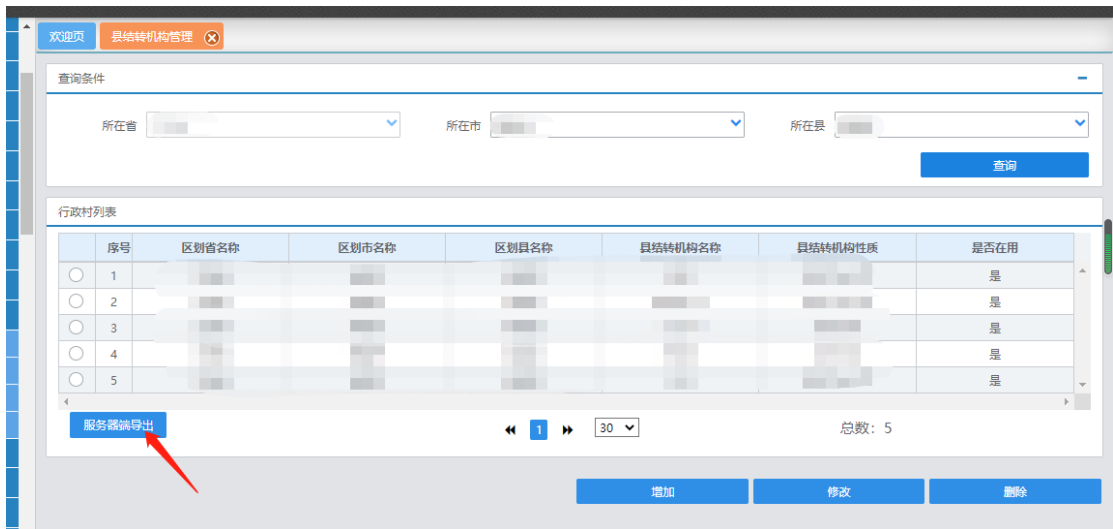 欢迎页 县结转机构管理
查询条件
所在省 所在市 所在县
查询
行政村列表
序号 区划省名称 区划市名称 区划县名称 县结转机构名称 县结转机构性质 是否在用
1 是
2 是
3 是
4 是
5 是
服务器端导出 1 30 总数：5
增加 修改 删除